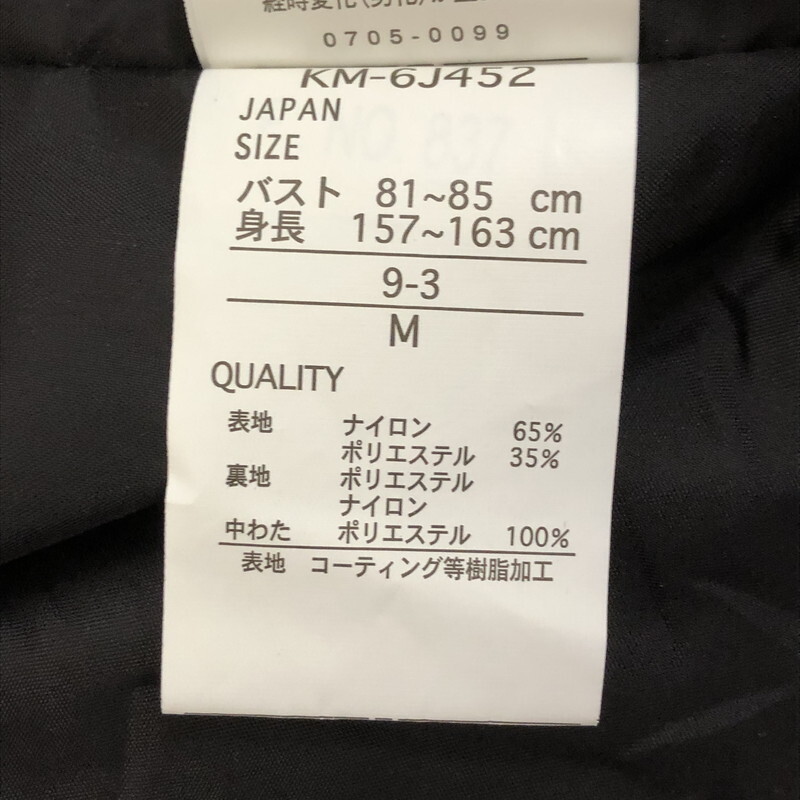 0705-0099
KM-6J452
JAPAN
SIZE
バスト 81~85 cm
身長 157~163 cm
9-3
M
QUALITY
表地 ナイロン 65%
ポリエステル 35%
裏地 ポリエステル
ナイロン
中わた ポリエステル 100%
表地 コーティング等樹脂加工